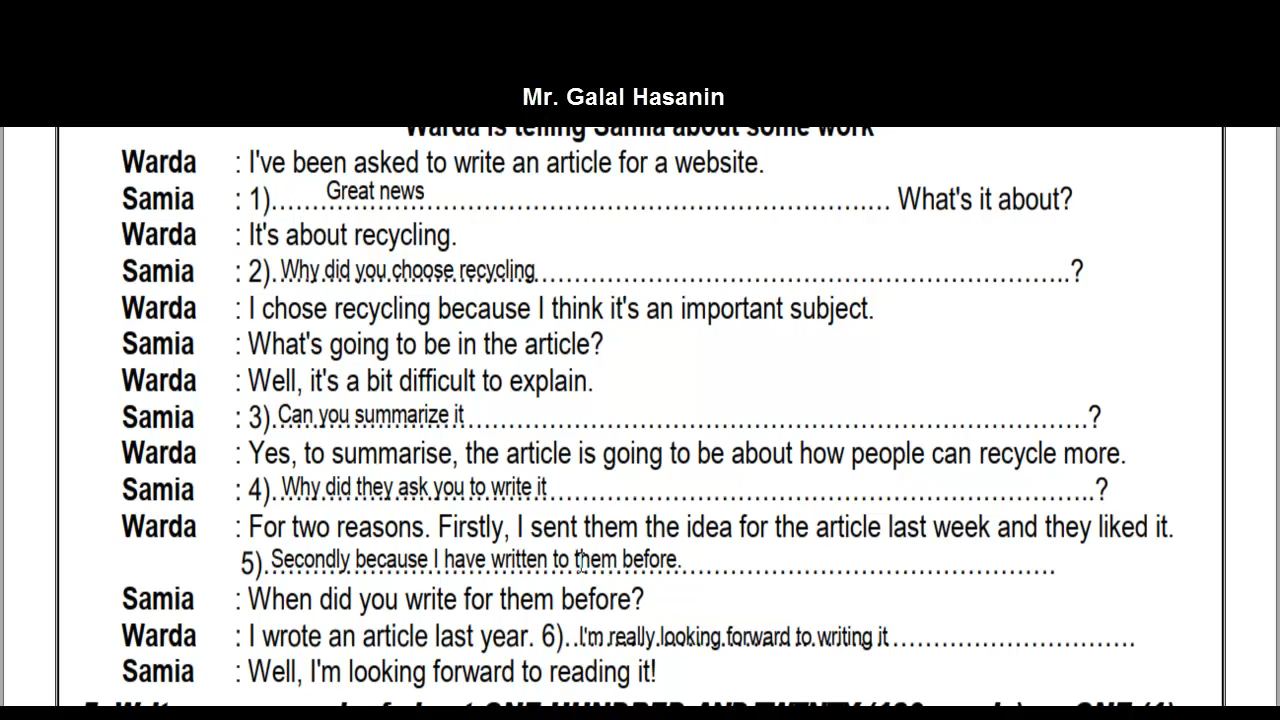 Mr. Galal Hasanin
Warda is telling Samia about some work
Warda : I've been asked to write an article for a website.
Samia : 1)....Great news.................................................... What's it about?
Warda : It's about recycling.
Samia : 2)..Why did you choose recycling..................................................?
Warda : I chose recycling because I think it's an important subject.
Samia : What's going to be in the article?
Warda : Well, it's a bit difficult to explain.
Samia : 3).Can you summarize it............................................................?
Warda : Yes, to summarise, the article is going to be about how people can recycle more.
Samia : 4)..Why did they ask you to write it....................................................?
Warda : For two reasons. Firstly, I sent them the idea for the article last week and they liked it.
5).Secondly because I have written to them before...........................................
Samia : When did you write for them before?
Warda : I wrote an article last year. 6)..I'm really looking forward to writing it.......................
Samia : Well, I'm looking forward to reading it!